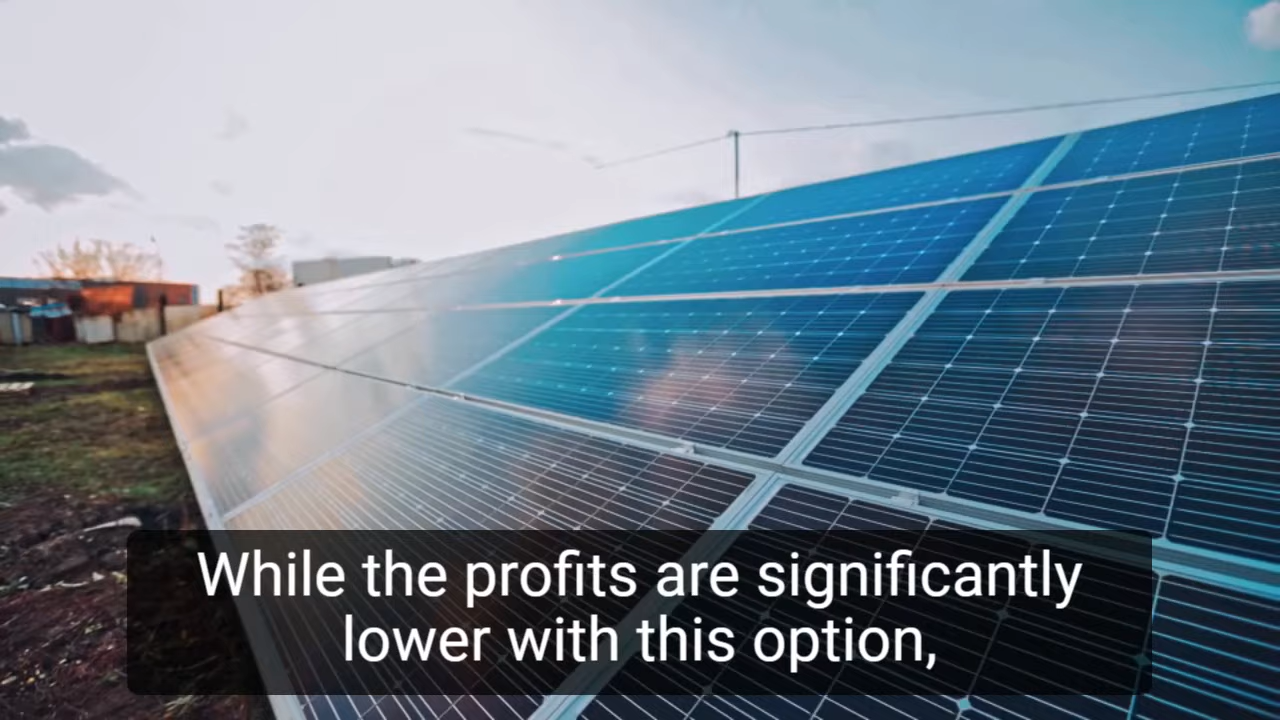 While the profits are significantly
lower with this option,